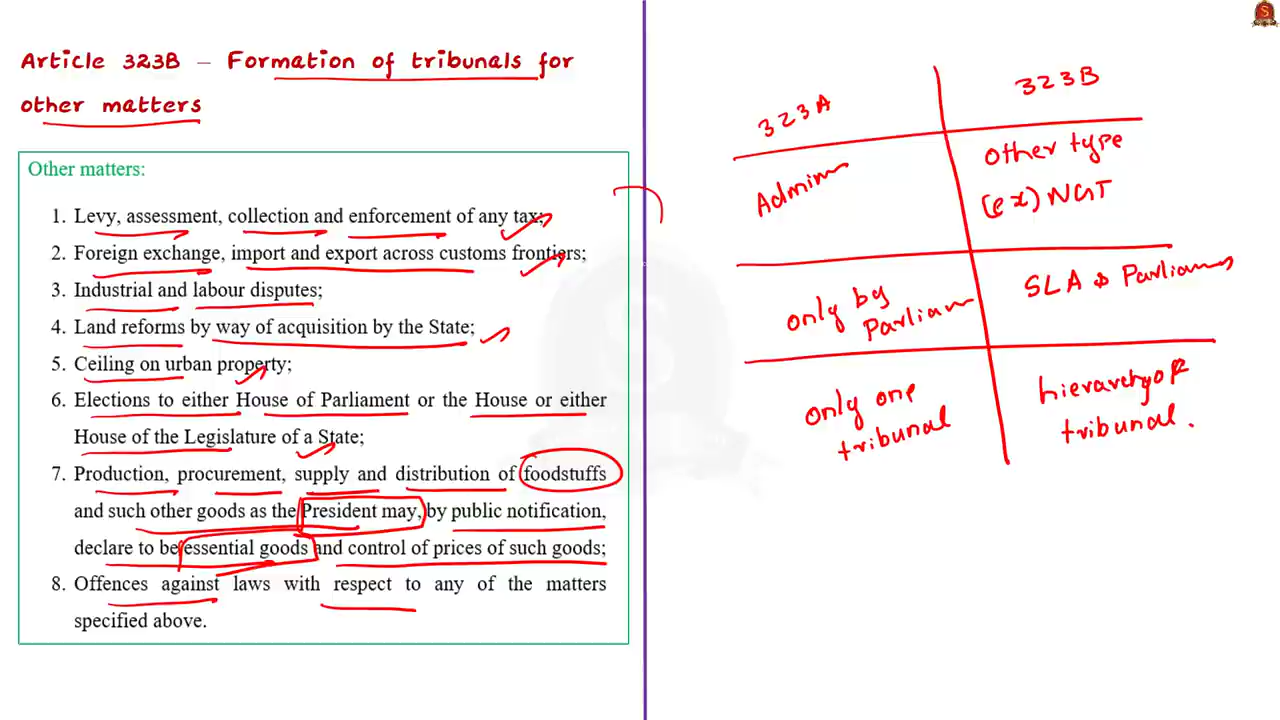 Article 323B – Formation of tribunals for
other matters
Other matters:
1. Levy, assessment, collection and enforcement of any tax;
2. Foreign exchange, import and export across customs frontiers;
3. Industrial and labour disputes;
4. Land reforms by way of acquisition by the State;
5. Ceiling on urban property;
6. Elections to either House of Parliament or the House or either
House of the Legislature of a State;
7. Production, procurement, supply and distribution of foodstuffs
and such other goods as the President may, by public notification,
declare to be essential goods and control of prices of such goods;
8. Offences against laws with respect to any of the matters
specified above.
323A
323B
Admin
Other type
(ex) NGT
only by
Parliam
SLA & Parliam
only one
tribunal
hierarchy of
tribunal.